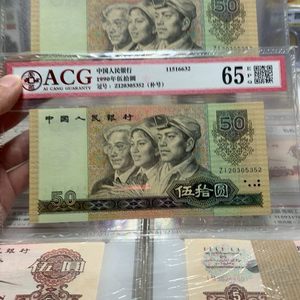 50
ZI20305352
ACG
AI CANG GUARANTY
中国人民银行
1990年伍拾圆
冠号：ZI20305352（补号）
11516632
65 EPQ
中国人民银行
50
ZI20305352
50
伍拾圆